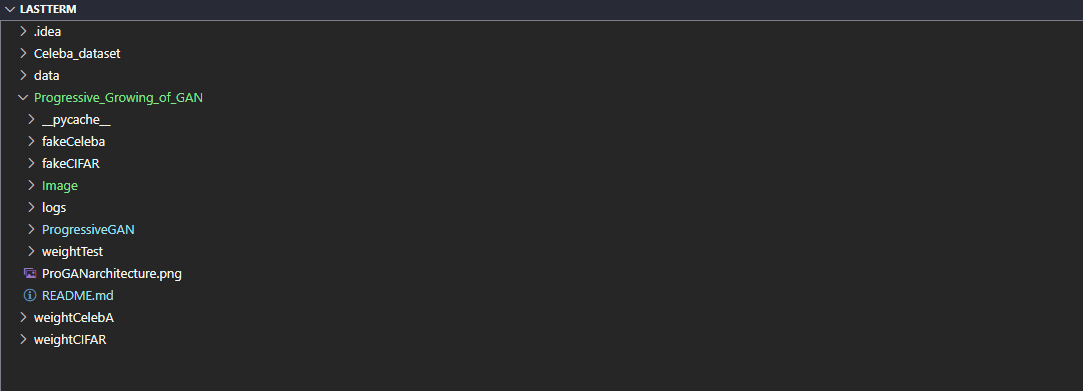 LASTTERM
.idea
Celeba_dataset
data
Progressive_Growing_of_GAN
__pycache__
fakeCeleba
fakeCIFAR
Image
logs
ProgressiveGAN
weightTest
ProGANarchitecture.png
README.md
weightCelebA
weightCIFAR